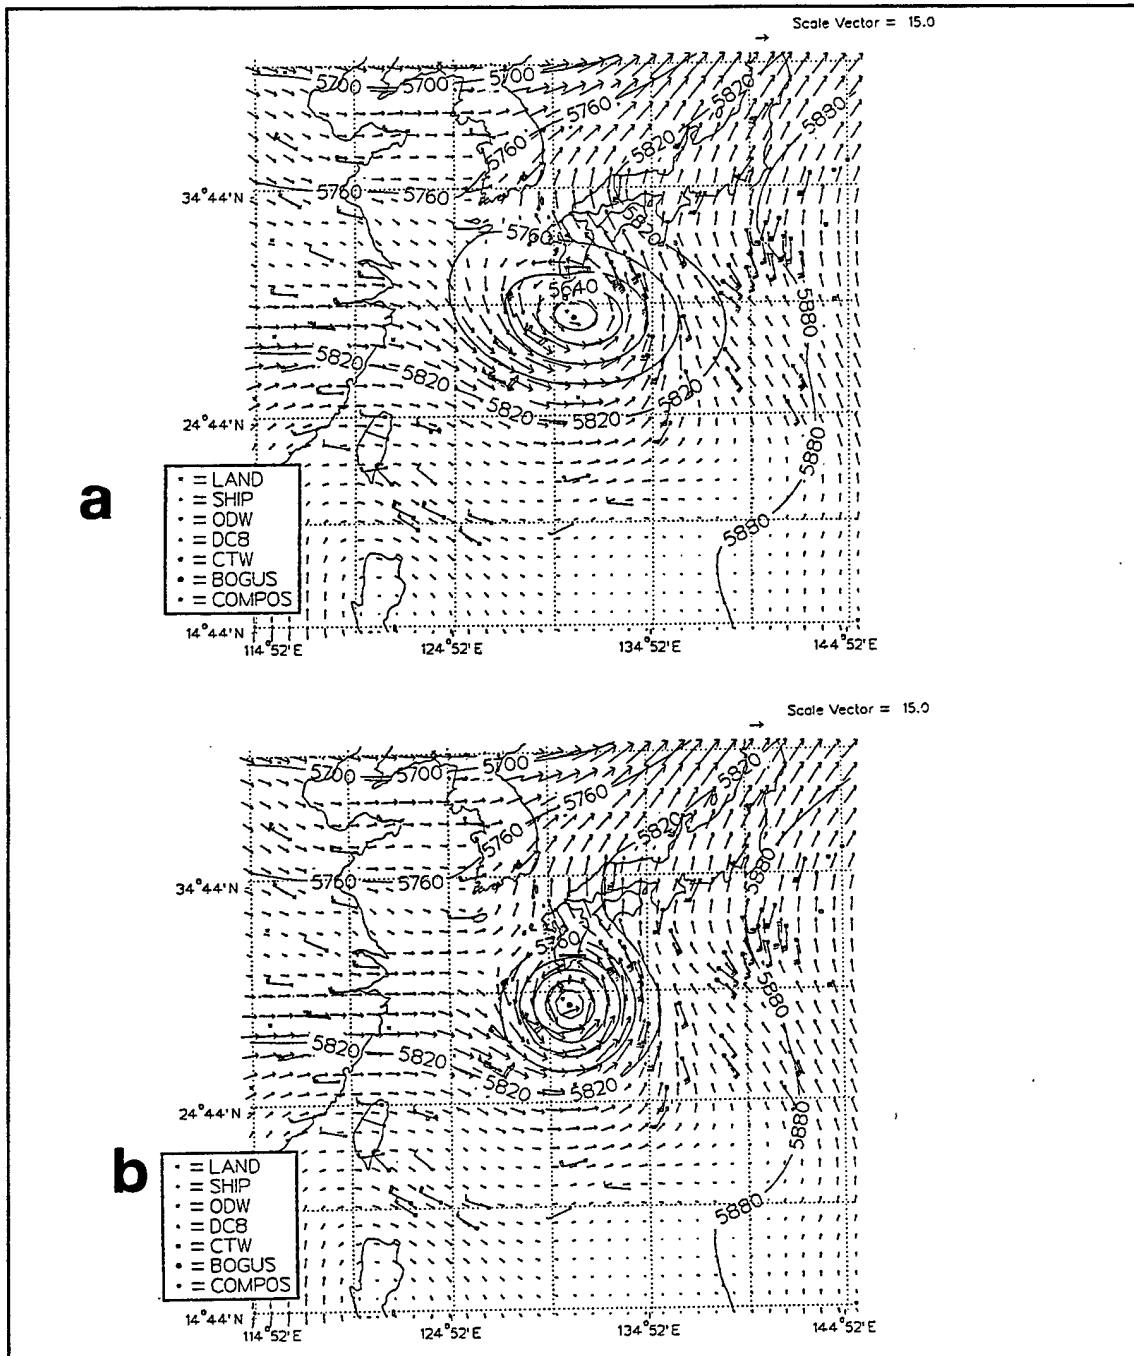 Scale Vector = 15.0
5700 5700 5700
5760
5820
5880
5760
5820
34°44'N
5760 5760
5820
5760
5640
5880
5820 5820
5820
5820 5820
24°44'N
5880
a
= LAND
= SHIP
= ODW
= DC8
= CTW
= BOGUS
= COMPOS
5880
14°44'N
114°52'E 124°52'E 134°52'E 144°52'E
Scale Vector = 15.0
5700 5700 5700
5820
5760
5820
5760
5880
34°44'N
5760 5760
5760
5880
5820 5820
5820 5820
24°44'N
5880
b
= LAND
= SHIP
= ODW
= DC8
= CTW
= BOGUS
= COMPOS
5880
14°44'N
114°52'E 124°52'E 134°52'E 144°52'E